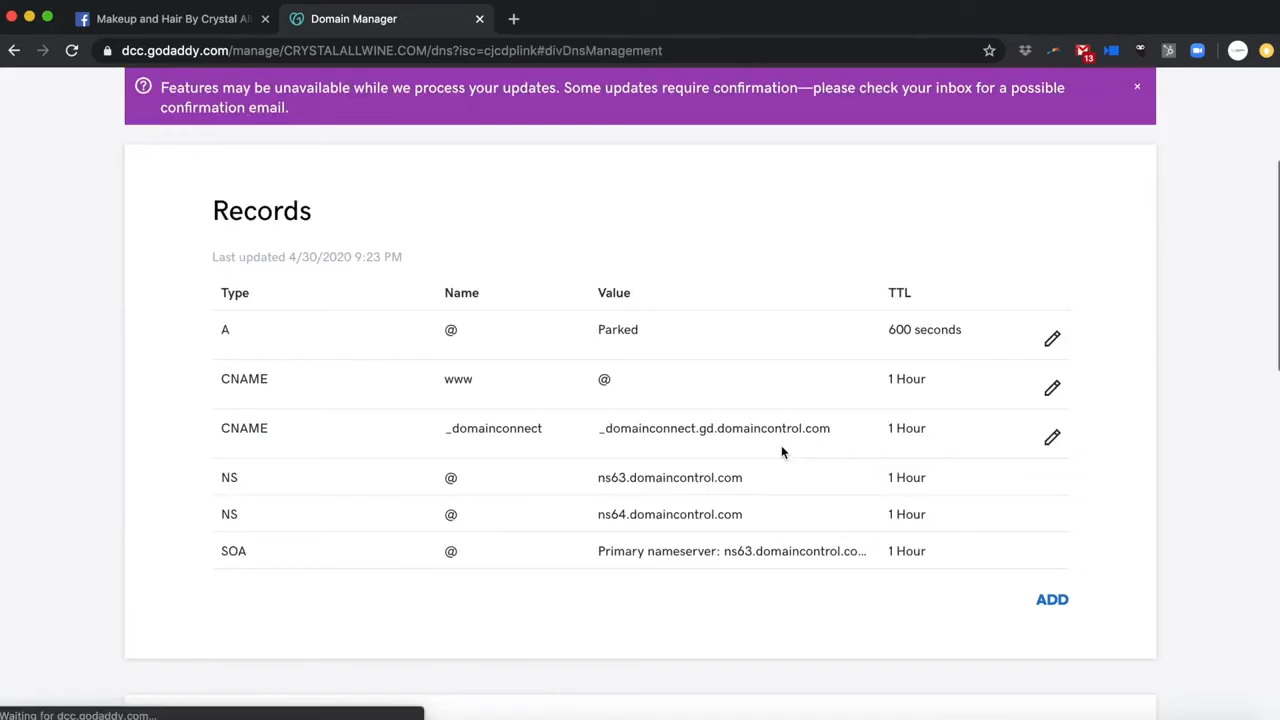 Makeup and Hair By Crystal Al
Domain Manager
dcc.godaddy.com/manage/CRYSTALALLWINE.COM/dns?isc=cjcdplink#divDnsManagement
13
Features may be unavailable while we process your updates. Some updates require confirmation—please check your inbox for a possible
confirmation email.
Records
Last updated 4/30/2020 9:23 PM
Type Name Value TTL
A @ Parked 600 seconds
CNAME www @ 1 Hour
CNAME _domainconnect _domainconnect.gd.domaincontrol.com 1 Hour
NS @ ns63.domaincontrol.com 1 Hour
NS @ ns64.domaincontrol.com 1 Hour
SOA @ Primary nameserver: ns63.domaincontrol.co... 1 Hour
ADD
Waiting for dcc.godaddy.com...